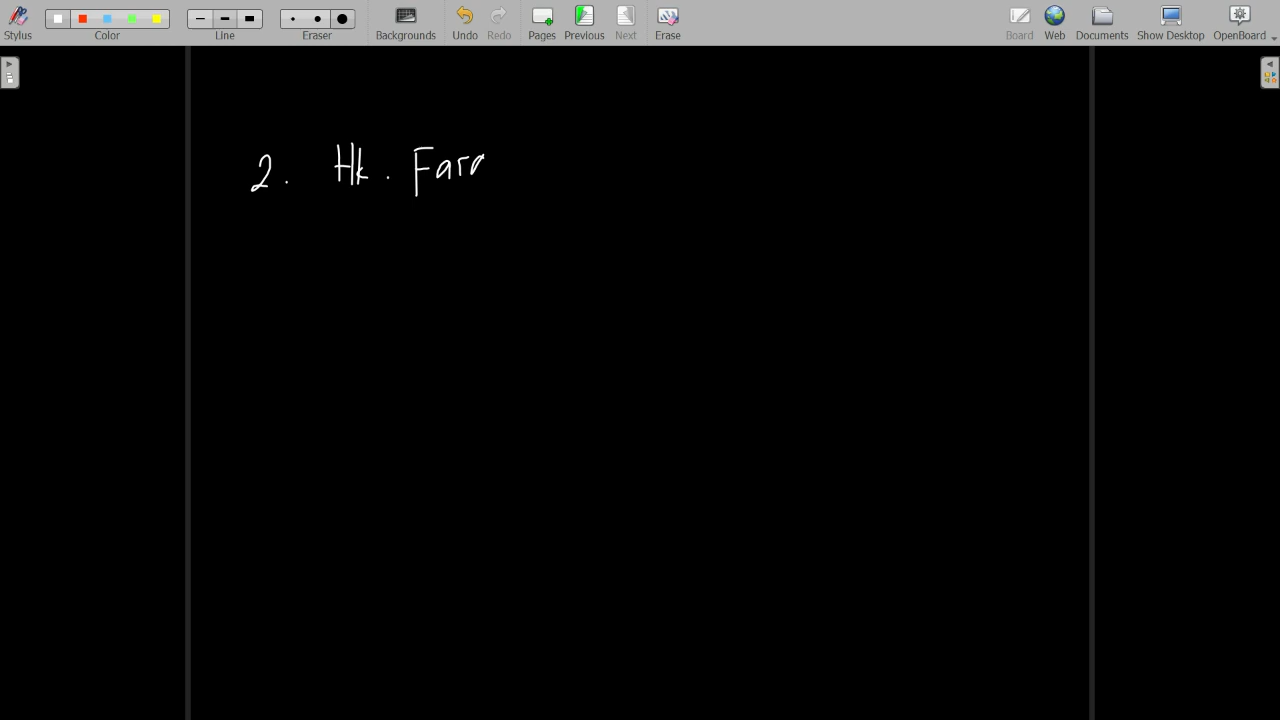 Stylus
Color
Line
Eraser
Backgrounds
Undo
Redo
Pages
Previous
Next
Erase
Board
Web
Documents
Show Desktop
OpenBoard
2. Hk. Fara